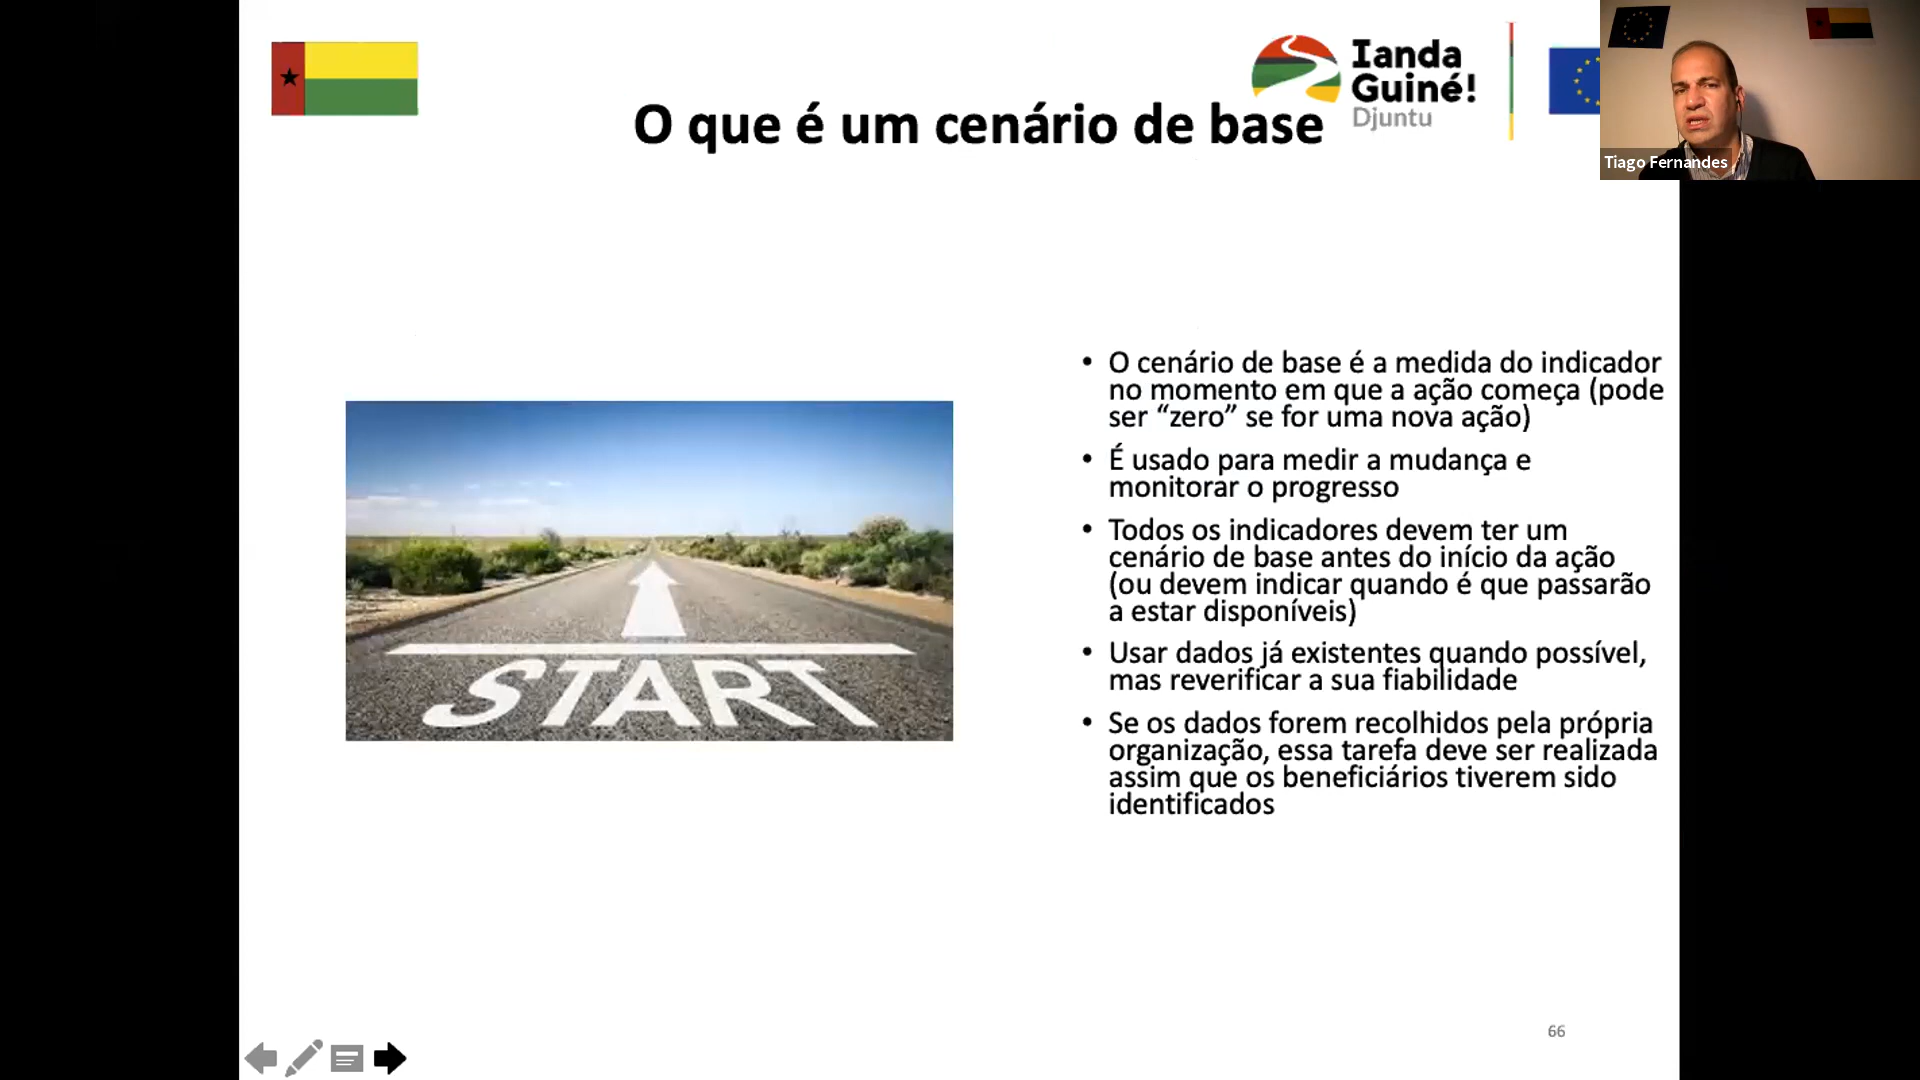 Ianda
Guiné!
Djuntu
O que é um cenário de base
Tiago Fernandes
• O cenário de base é a medida do indicador
no momento em que a ação começa (pode
ser “zero” se for uma nova ação)
• É usado para medir a mudança e
monitorar o progresso
• Todos os indicadores devem ter um
cenário de base antes do início da ação
(ou devem indicar quando é que passarão
a estar disponíveis)
• Usar dados já existentes quando possível,
mas reverificar a sua fiabilidade
• Se os dados forem recolhidos pela própria
organização, essa tarefa deve ser realizada
assim que os beneficiários tiverem sido
identificados
START
66